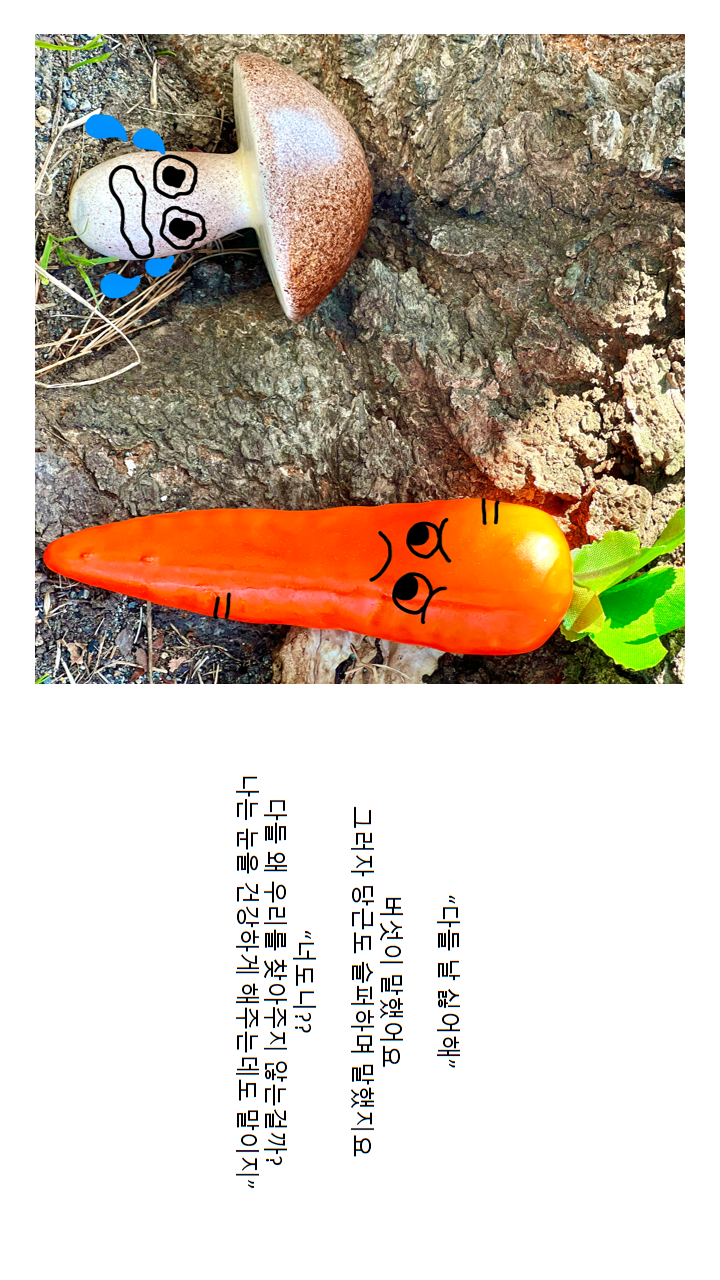 “다들 날 싫어해”
버섯이 말했어요
그러자 당근도 슬퍼하며 말했지요
“너도니??
다들 왜 우리를 찾아주지 않는걸까?
나는 눈을 건강하게 해주는데도 말이지”